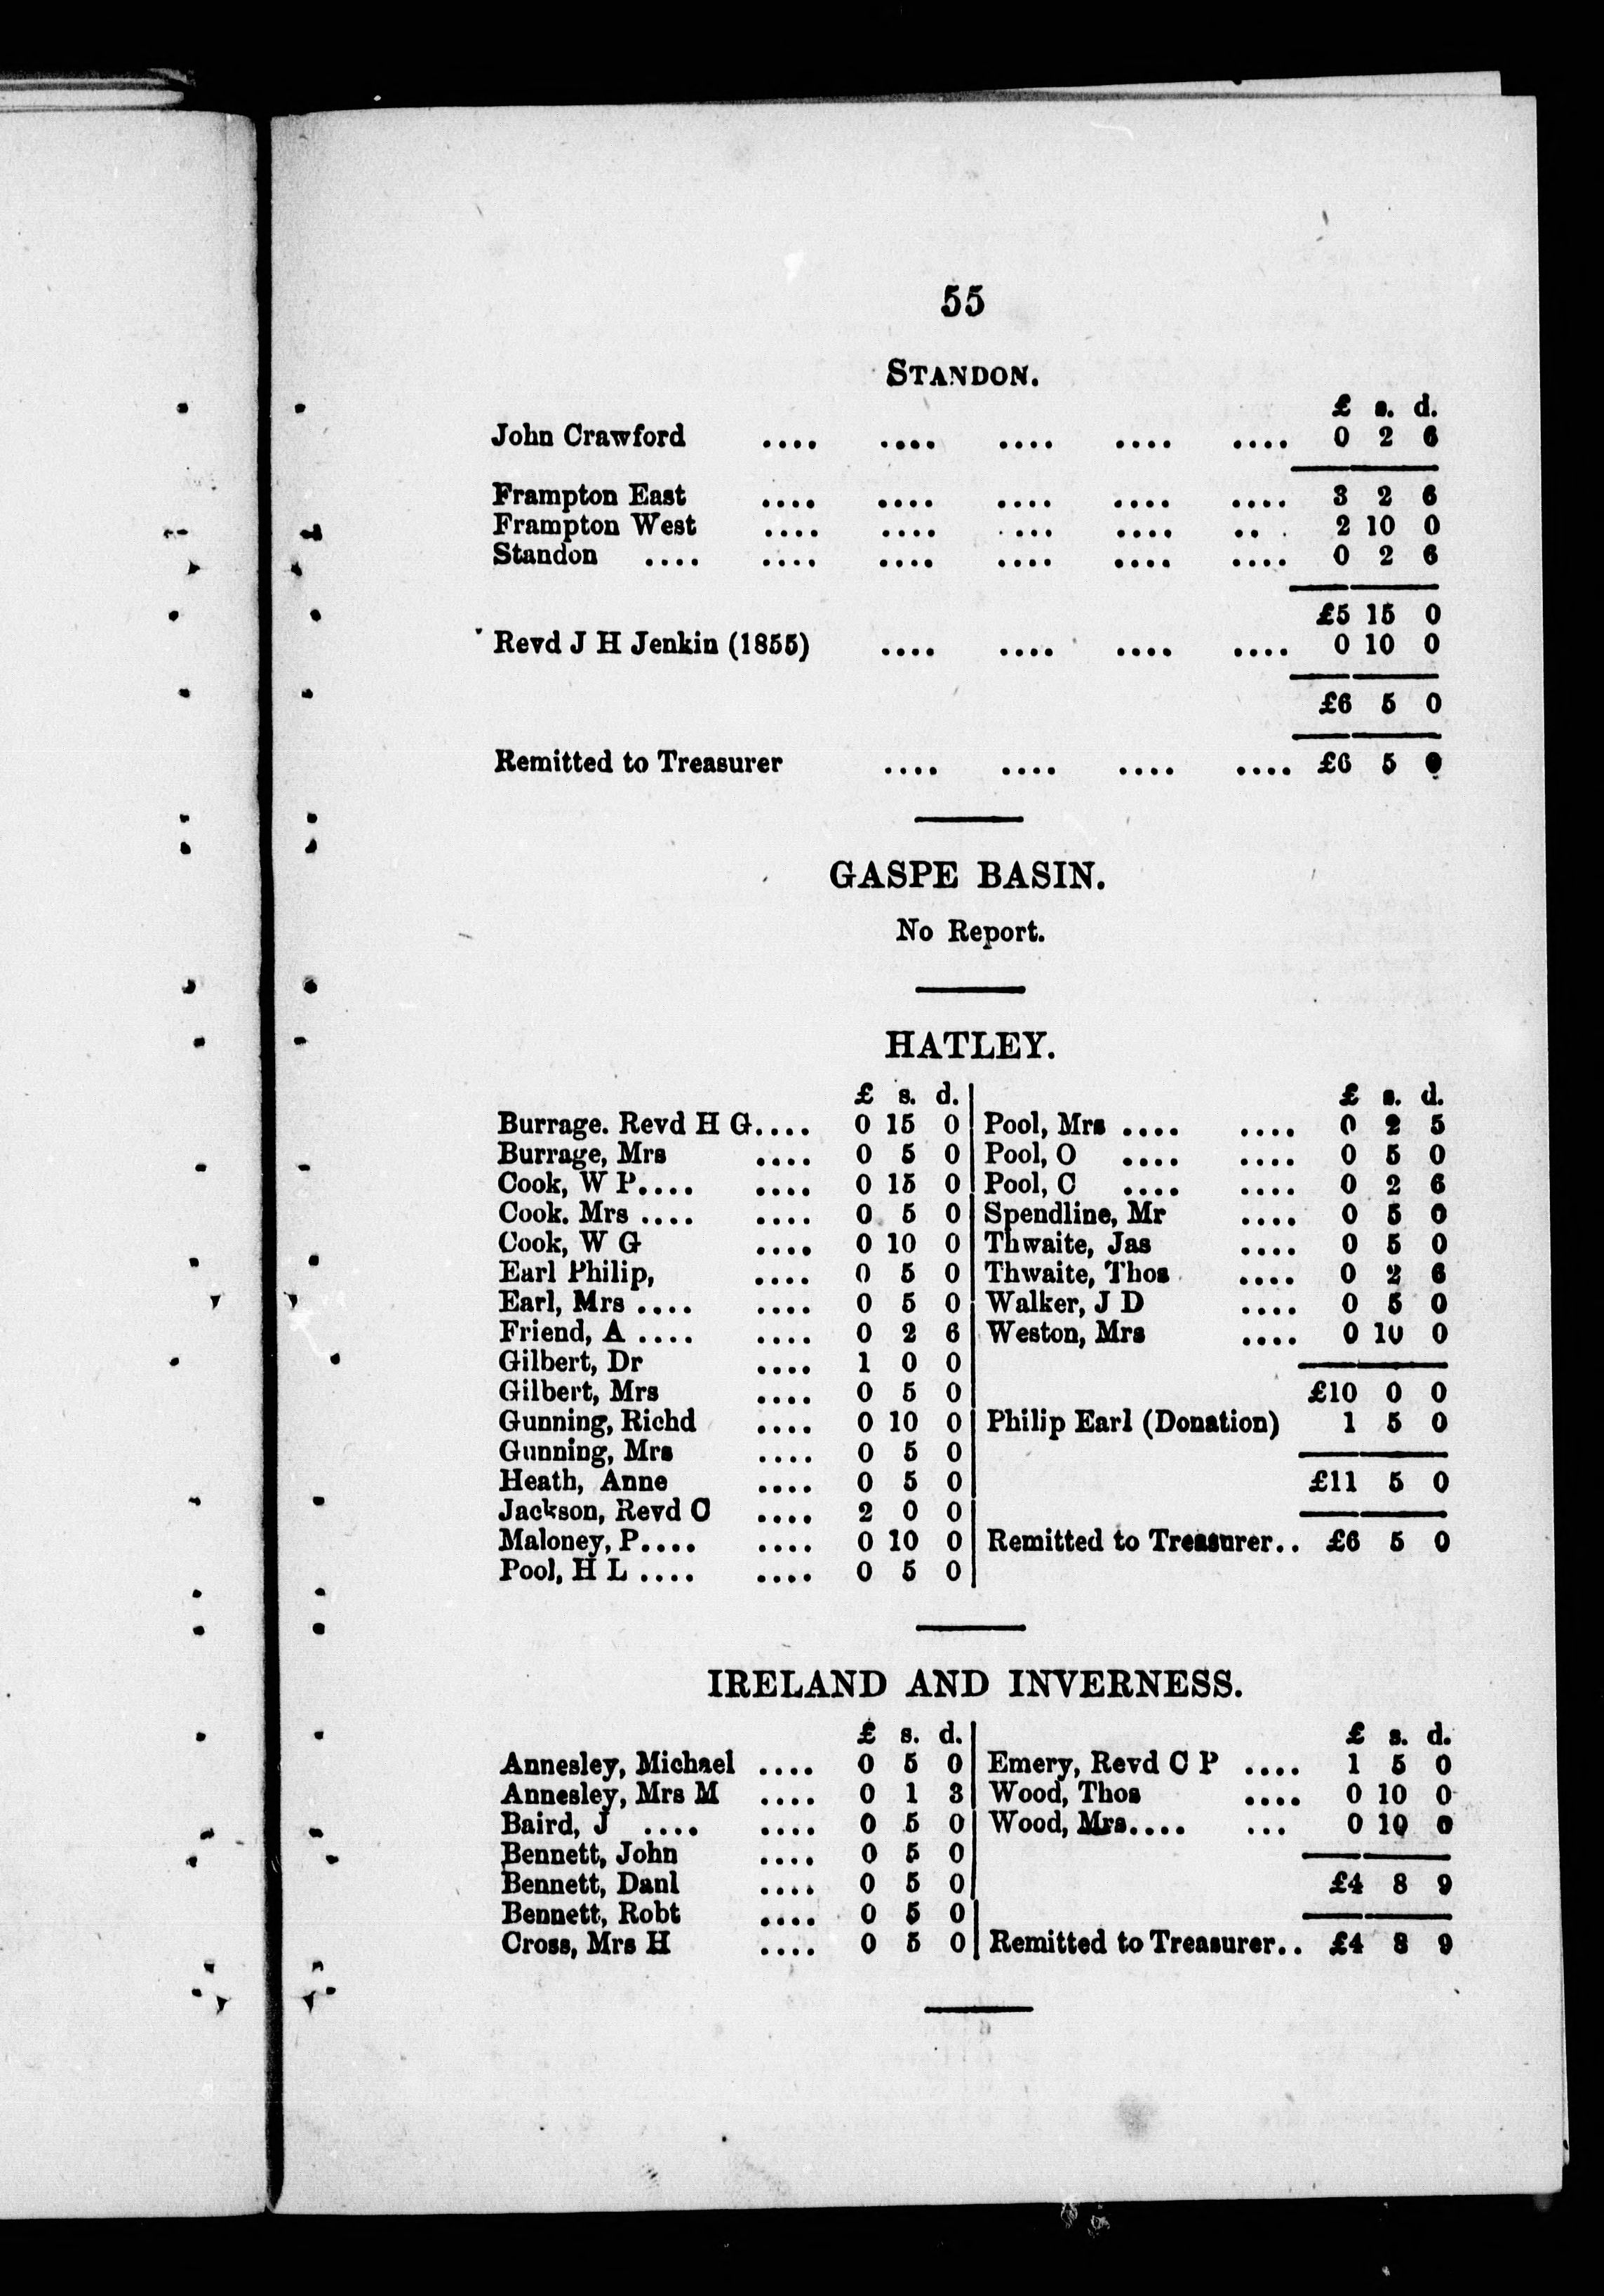 55
STANDON.
£ s. d.
John Crawford .... .... .... .... .... 0 2 6
Frampton East .... .... .... .... .... 3 2 6
Frampton West .... .... ... .... .. . 2 10 0
Standon .... .... .... .... .... .... 0 2 6
£5 15 0
Revd J H Jenkin (1855) .... .... .... .... 0 10 0
£6 5 0
Remitted to Treasurer .... .... .... .... £6 5 0
GASPE BASIN.
No Report.
HATLEY.
£ s. d.
Burrage. Revd H G.... 0 15 0
Burrage, Mrs .... 0 5 0
Cook, W P.... .... 0 15 0
Cook. Mrs .... .... 0 5 0
Cook, W G .... 0 10 0
Earl Philip, .... 0 5 0
Earl, Mrs .... .... 0 5 0
Friend, A .... .... 0 2 6
Gilbert, Dr .... 1 0 0
Gilbert, Mrs .... 0 5 0
Gunning, Richd .... 0 10 0
Gunning, Mrs .... 0 5 0
Heath, Anne .... 0 5 0
Jackson, Revd C .... 2 0 0
Maloney, P.... .... 0 10 0
Pool, H L .... .... 0 5 0
£ s. d.
Pool, Mrs .... .... 0 2 5
Pool, O .... .... 0 5 0
Pool, C .... .... 0 2 6
Spendline, Mr .... 0 5 0
Thwaite, Jas .... 0 5 0
Thwaite, Thos .... 0 2 6
Walker, J D .... 0 5 0
Weston, Mrs .... 0 10 0
£10 0 0
Philip Earl (Donation) 1 5 0
£11 5 0
Remitted to Treasurer.. £6 5 0
IRELAND AND INVERNESS.
£ s. d.
Annesley, Michael .... 0 5 0
Annesley, Mrs M .... 0 1 3
Baird, J .... .... 0 5 0
Bennett, John .... 0 5 0
Bennett, Danl .... 0 5 0
Bennett, Robt .... 0 5 0
Cross, Mrs H .... 0 5 0
£ s. d.
Emery, Revd C P .... 1 5 0
Wood, Thos .... 0 10 0
Wood, Mrs.... ... 0 10 0
£4 8 9
Remitted to Treasurer.. £4 8 9